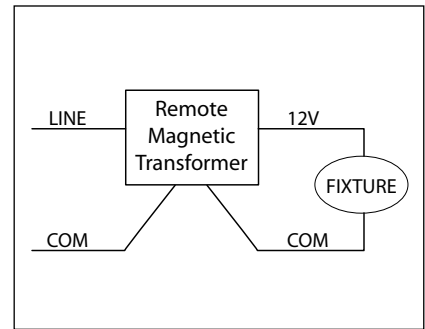 LINE
Remote
Magnetic
Transformer
12V
FIXTURE
COM
COM